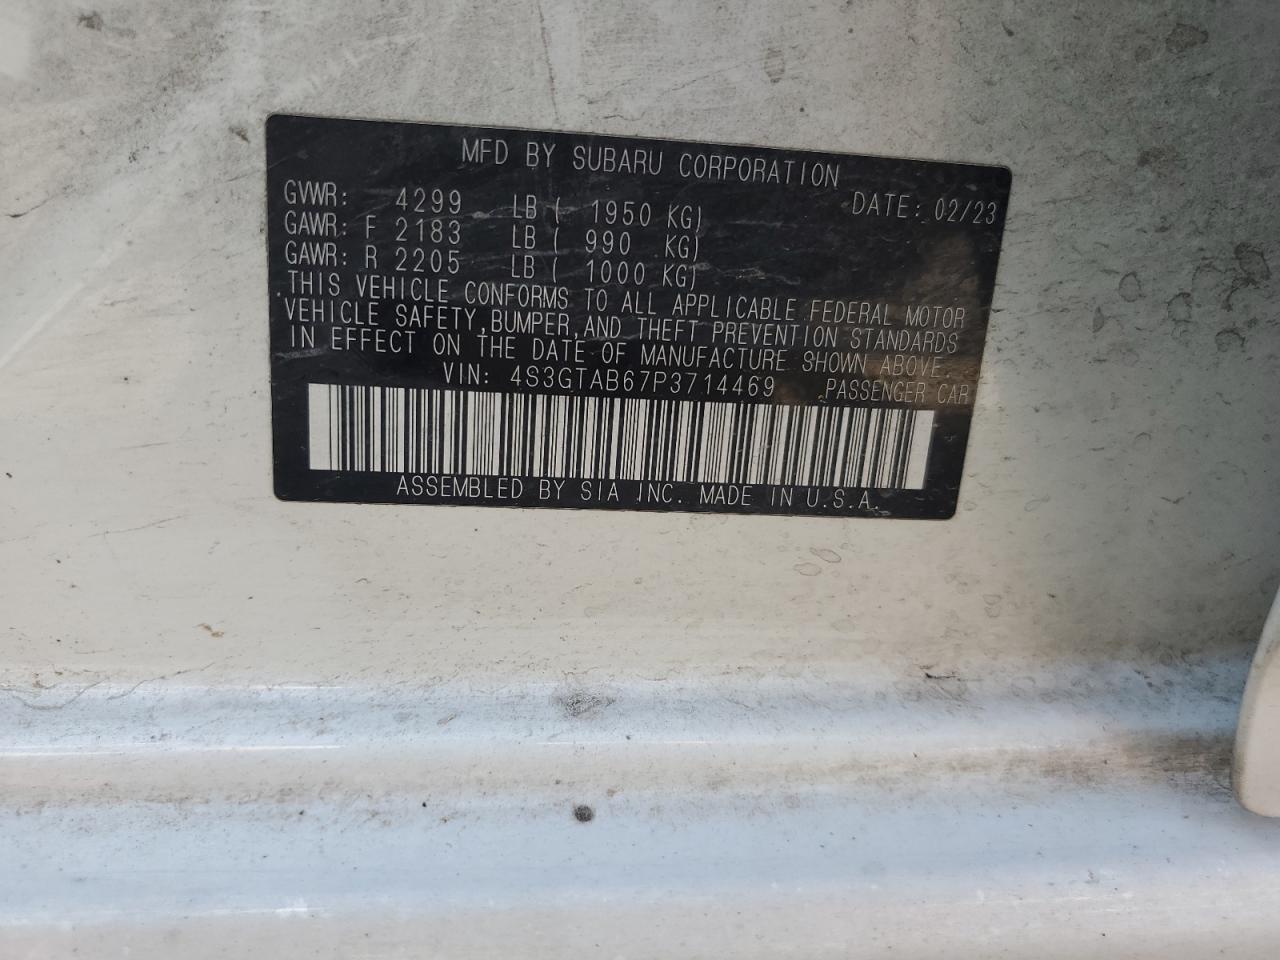 MFD BY SUBARU CORPORATION
GVWR: 4299 LB ( 1950 KG) DATE: 02/23
GAWR: F 2183 LB ( 990 KG)
GAWR: R 2205 LB ( 1000 KG)
THIS VEHICLE CONFORMS TO ALL APPLICABLE FEDERAL MOTOR
VEHICLE SAFETY, BUMPER, AND THEFT PREVENTION STANDARDS
IN EFFECT ON THE DATE OF MANUFACTURE SHOWN ABOVE.
VIN: 4S3GTAB67P3714469 PASSENGER CAR
ASSEMBLED BY SIA INC. MADE IN U.S.A.